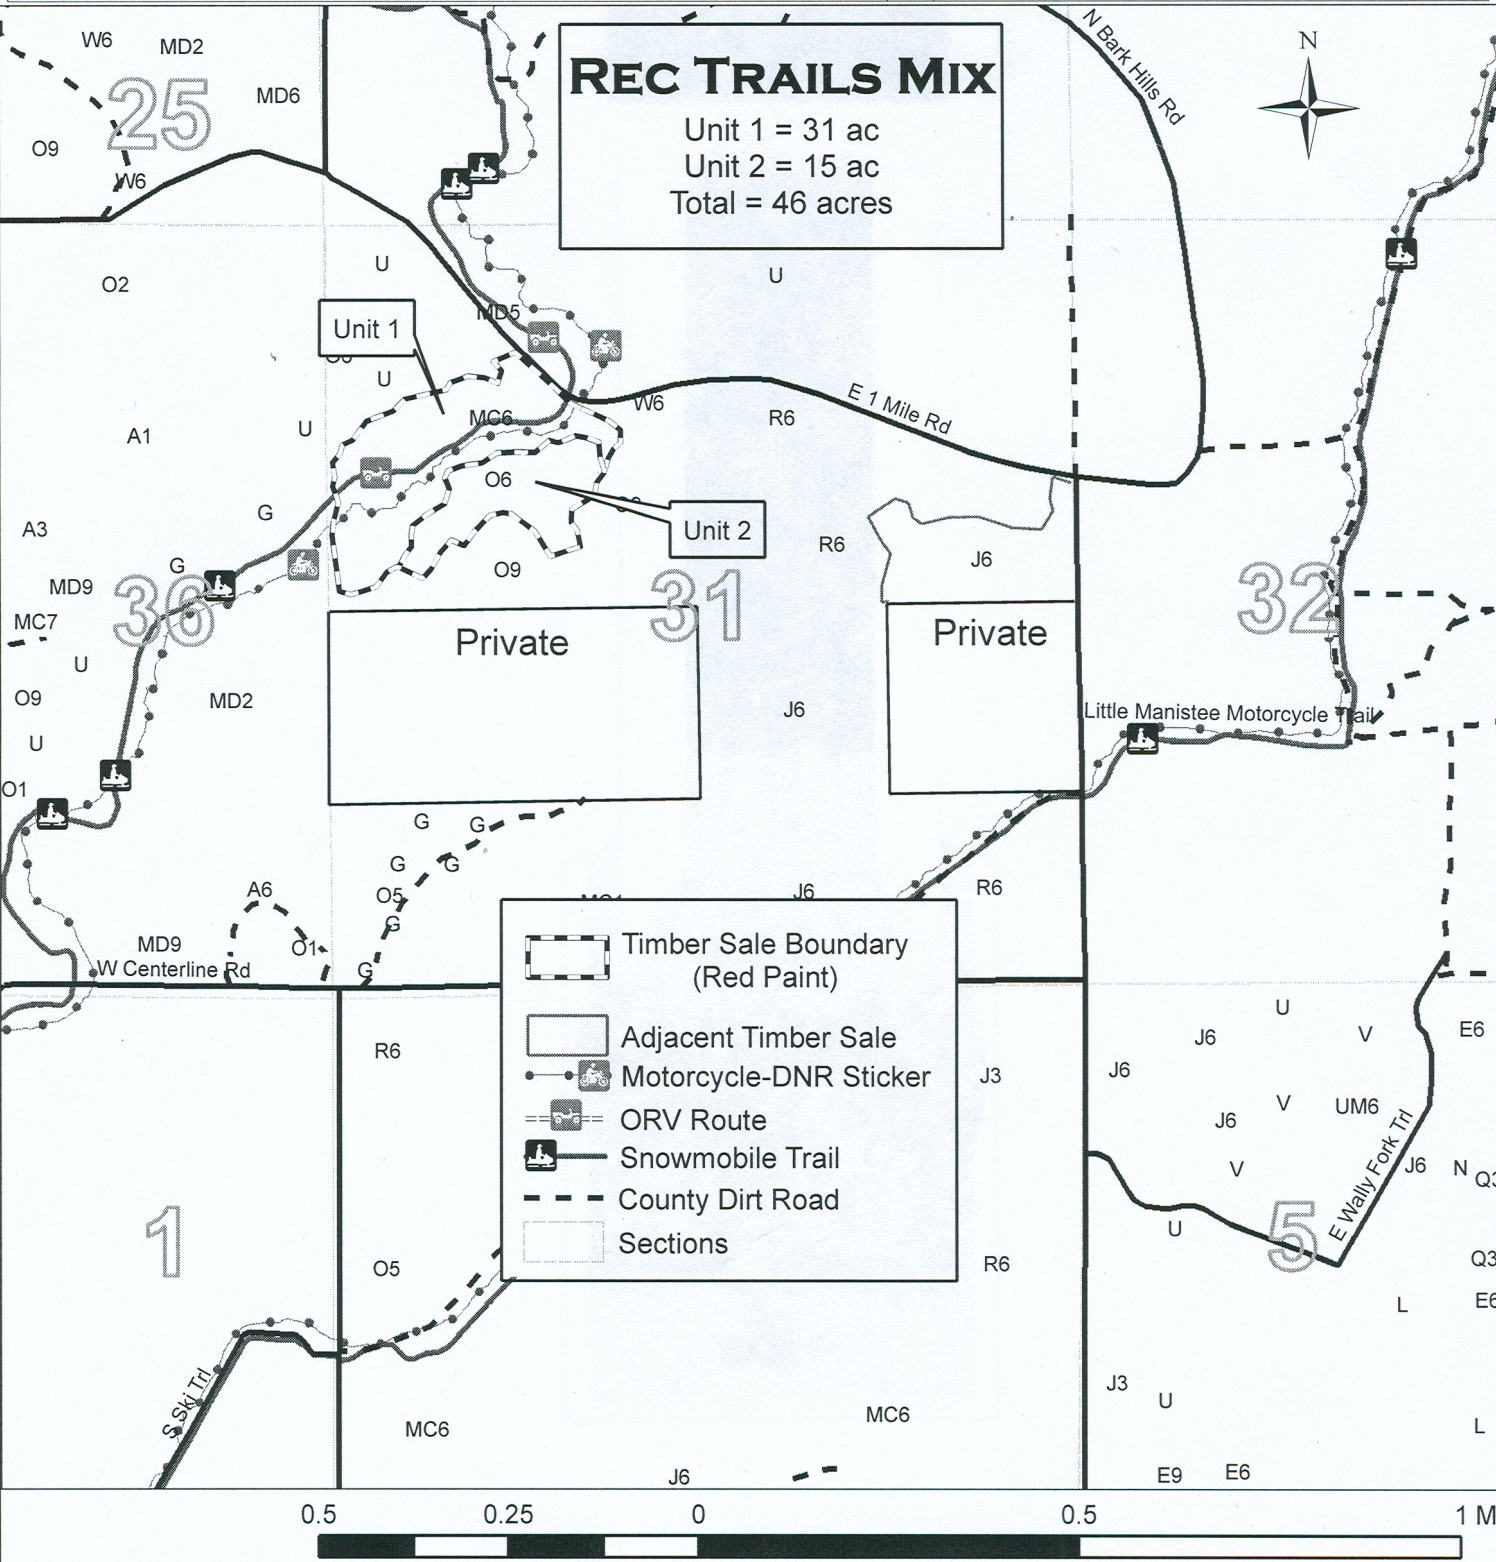 W6
MD2
25
MD6
O9
W6
N Bark Hills Rd
REC TRAILS MIX
Unit 1 = 31 ac
Unit 2 = 15 ac
Total = 46 acres
N
O2
U
U
MD5
Unit 1
U
A1
U
MC6
W6
R6
E 1 Mile Rd
O6
Unit 2
G
A3
G
R6
J6
O9
MD9
MC7
36
31
32
Private
Private
U
O9
MD2
J6
Little Manistee Motorcycle Trail
U
O1
G
G
G
G
A6
O5
J6
R6
G
MD9
O1
G
W Centerline Rd
Timber Sale Boundary
(Red Paint)
Adjacent Timber Sale
Motorcycle-DNR Sticker
ORV Route
Snowmobile Trail
County Dirt Road
Sections
R6
J3
U
J6
V
E6
J6
V
UM6
J6
V
E Wally Fork Trl
J6
N
Q3
1
U
5
O5
R6
Q3
L
E6
S Ski Trl
J3
U
MC6
MC6
L
J6
E9
E6
0.5
0.25
0
0.5
1 M